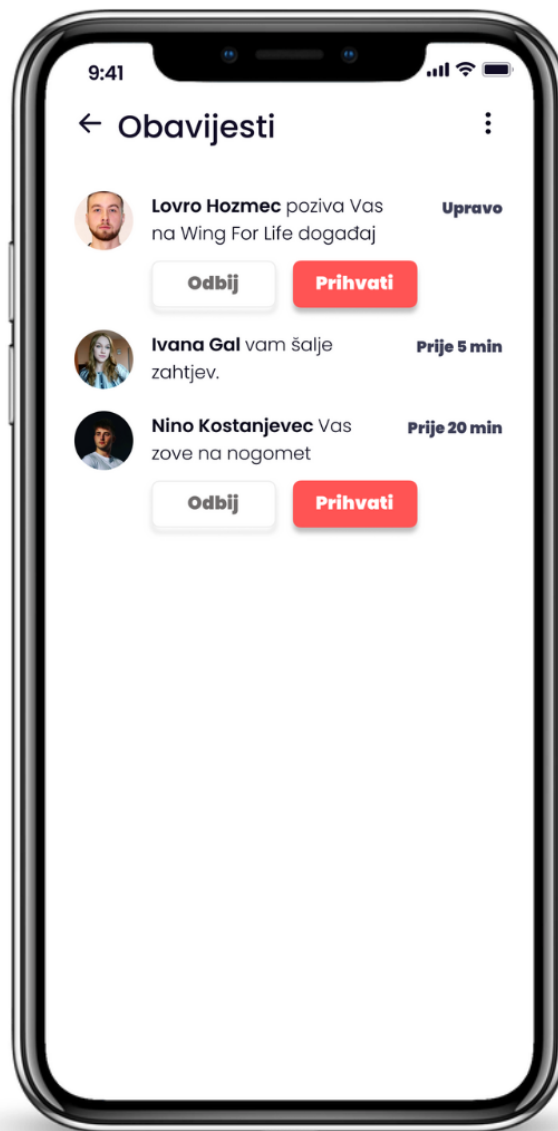 9:41
Obavijesti
Lovro Hozmec poziva Vas
Upravo
na Wing For Life događaj
Odbij
Prihvati
Ivana Gal vam šalje
Prije 5 min
zahtjev.
Nino Kostanjevec Vas
Prije 20 min
zove na nogomet
Odbij
Prihvati